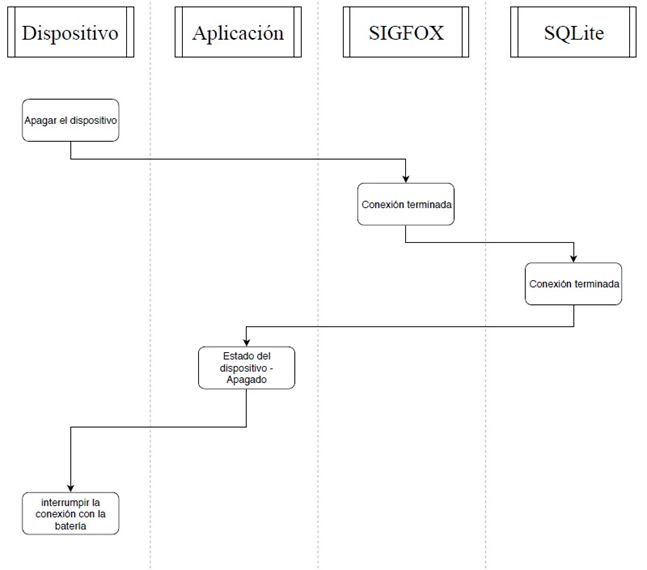 Dispositivo
Aplicación
SIGFOX
SQLite
Apagar el dispositivo
Conexión terminada
Conexión terminada
Estado del
dispositivo -
Apagado
interrumpir la
conexión con la
batería